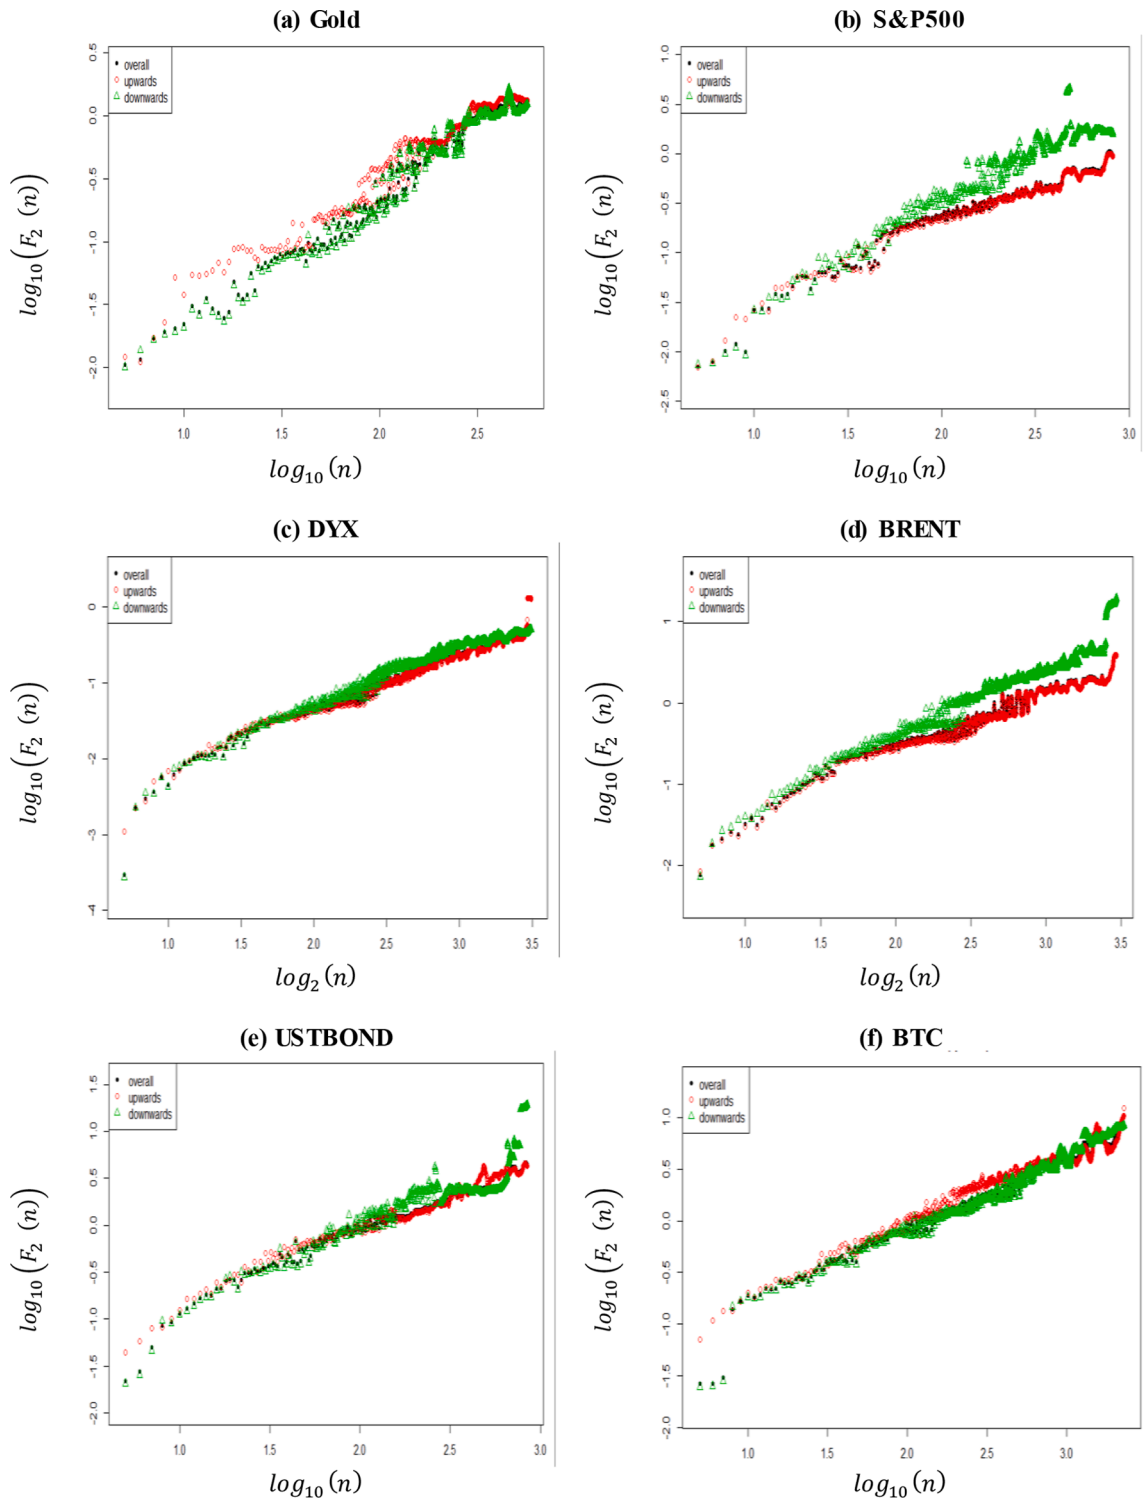 (a) Gold
(b) S&P500
0.5
0.0
-0.5
-1.0
-1.5
-2.0
overall
upwards
downwards
log10(F2 (n))
1.0 1.5 2.0 2.5
log10(n)
1.0
0.5
0.0
-0.5
-1.0
-1.5
-2.0
-2.5
overall
upwards
downwards
log10(F2 (n))
1.0 1.5 2.0 2.5 3.0
log10(n)
(c) DYX
(d) BRENT
0
-1
-2
-3
-4
overall
upwards
downwards
log10(F2 (n))
1.0 1.5 2.0 2.5 3.0 3.5
log2(n)
1
0
-1
-2
overall
upwards
downwards
log10(F2 (n))
1.0 1.5 2.0 2.5 3.0 3.5
log2(n)
(e) USTBOND
(f) BTC
1.5
1.0
0.5
0.0
-0.5
-1.0
-1.5
-2.0
overall
upwards
downwards
log10(F2 (n))
1.0 1.5 2.0 2.5 3.0
log10(n)
1.0
0.5
0.0
-0.5
-1.0
-1.5
-2.0
overall
upwards
downwards
log10(F2 (n))
1.0 1.5 2.0 2.5 3.0
log10(n)